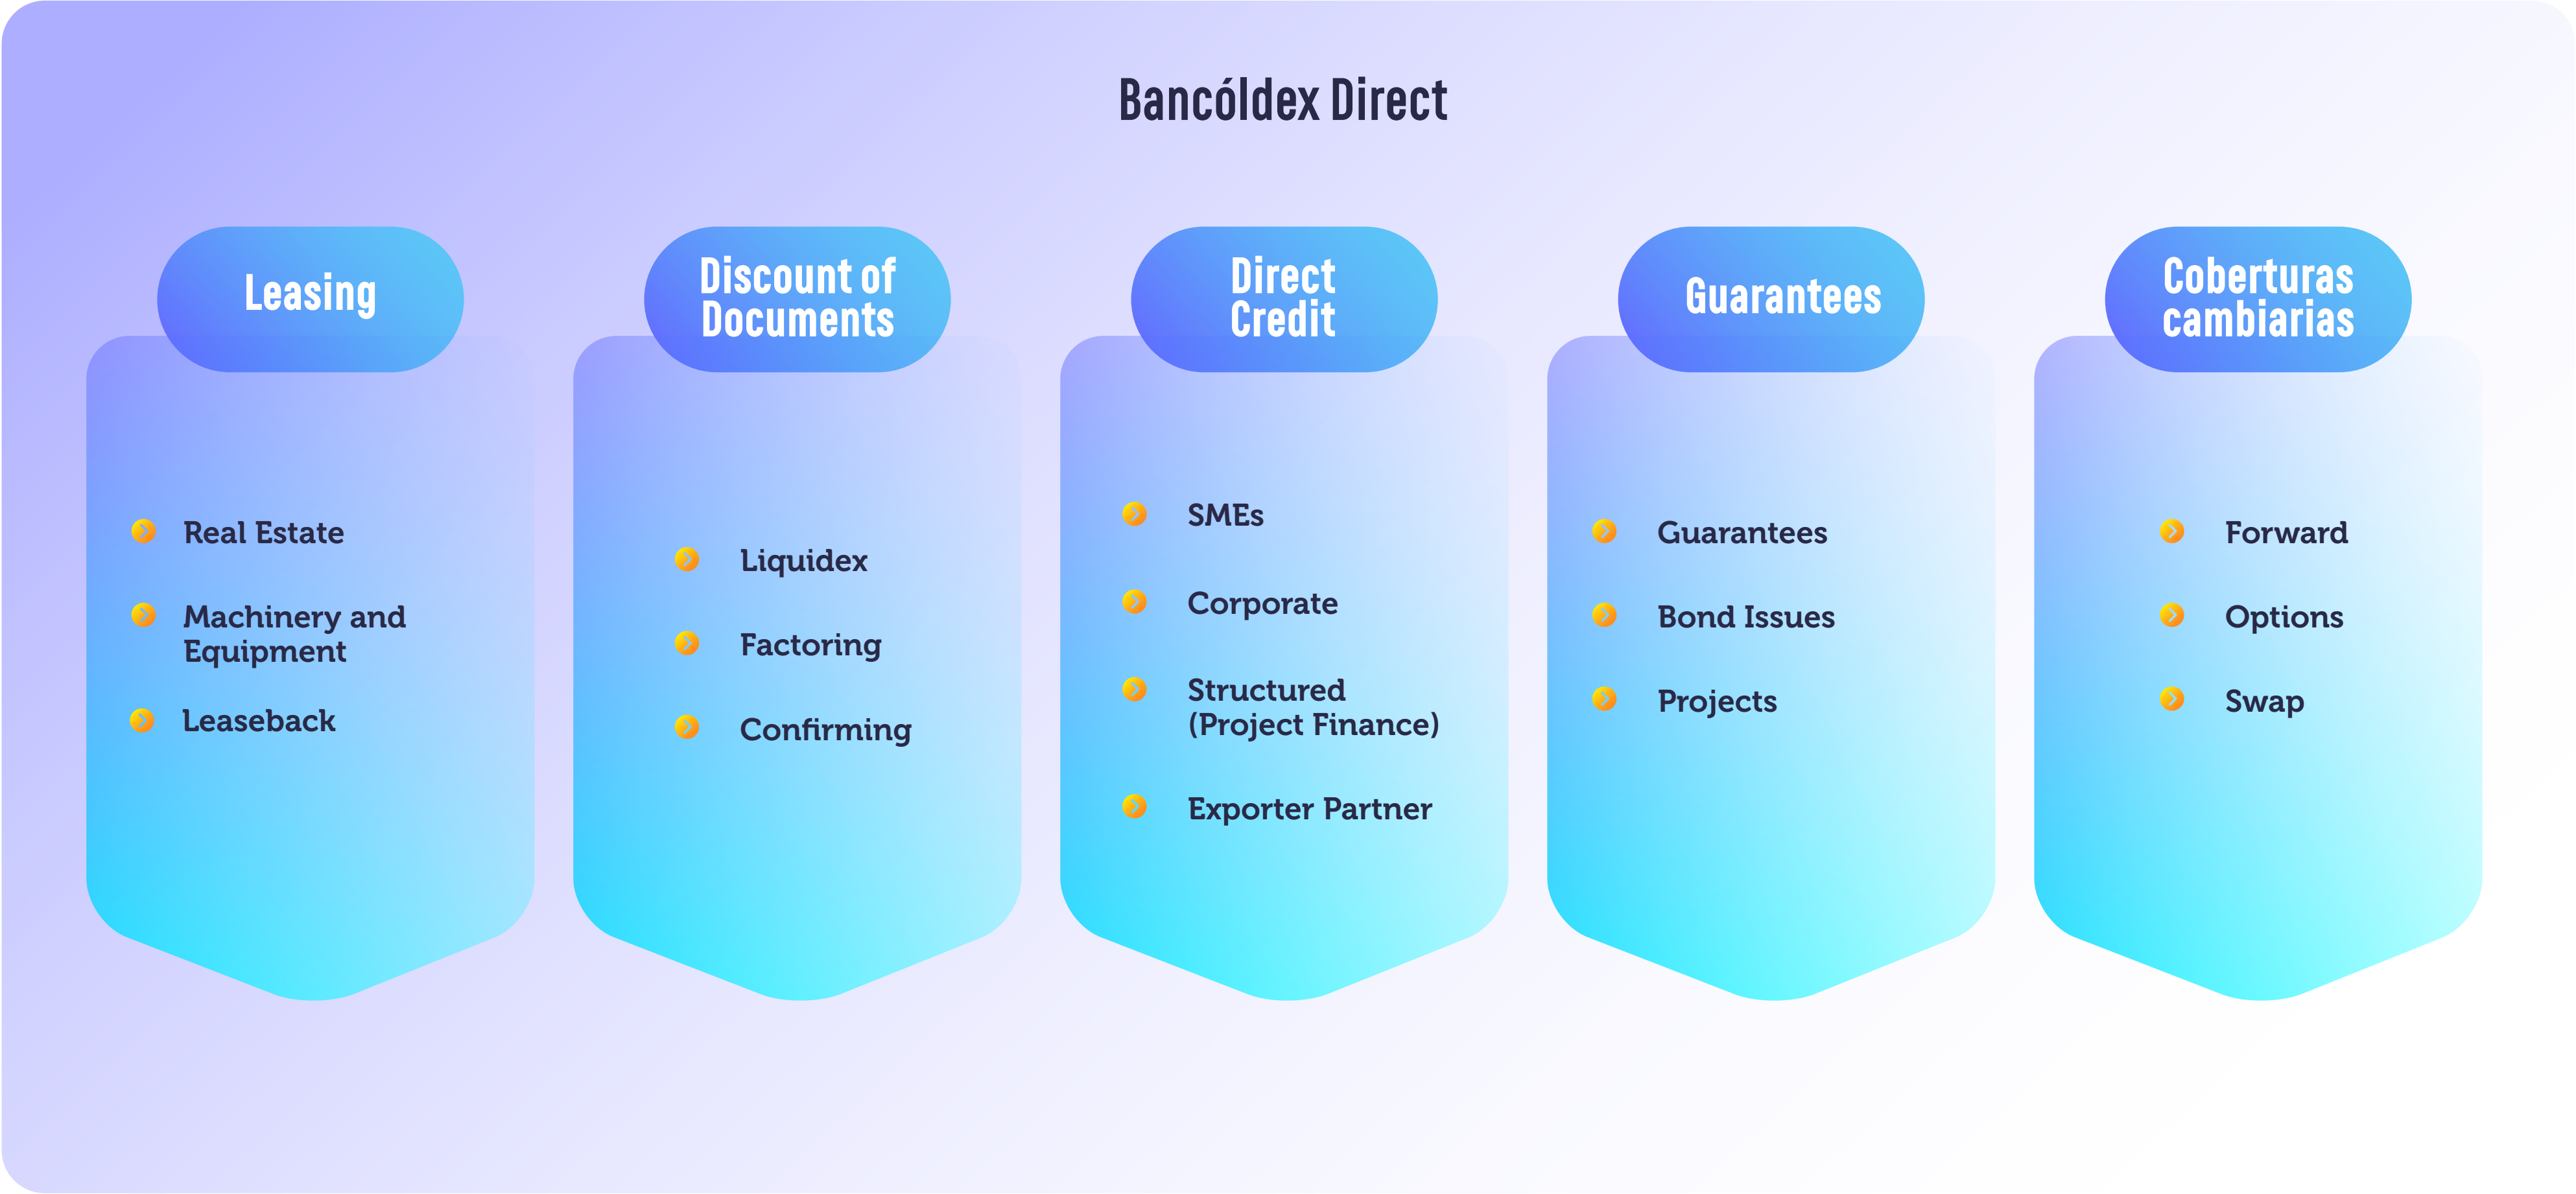 Bancóldex Direct
Leasing
Real Estate
Machinery and
Equipment
Leaseback
Discount of
Documents
Liquidex
Factoring
Confirming
Direct
Credit
SMEs
Corporate
Structured
(Project Finance)
Exporter Partner
Guarantees
Guarantees
Bond Issues
Projects
Coberturas
cambiarias
Forward
Options
Swap